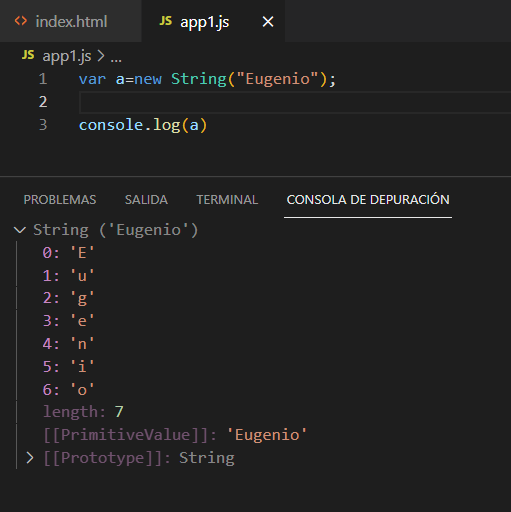 index.html JS app1.js
JS app1.js > ...
1 var a=new String("Eugenio");
2
3 console.log(a)
PROBLEMAS SALIDA TERMINAL CONSOLA DE DEPURACIÓN
String ('Eugenio')
0: 'E'
1: 'u'
2: 'g'
3: 'e'
4: 'n'
5: 'i'
6: 'o'
length: 7
[[PrimitiveValue]]: 'Eugenio'
[[Prototype]]: String